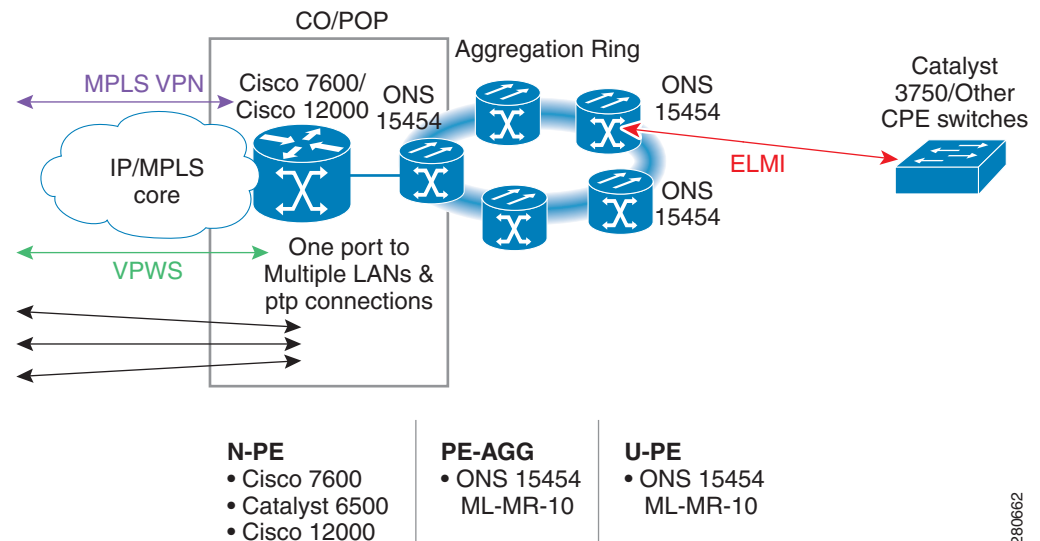 CO/POP
Aggregation Ring
MPLS VPN
Cisco 7600/
Cisco 12000
ONS
15454
ONS
15454
Catalyst
3750/Other
CPE switches
IP/MPLS
core
ELMI
ONS
15454
VPWS
One port to
Multiple LANs &
ptp connections
N-PE
• Cisco 7600
• Catalyst 6500
• Cisco 12000
PE-AGG
• ONS 15454
ML-MR-10
U-PE
• ONS 15454
ML-MR-10
280662